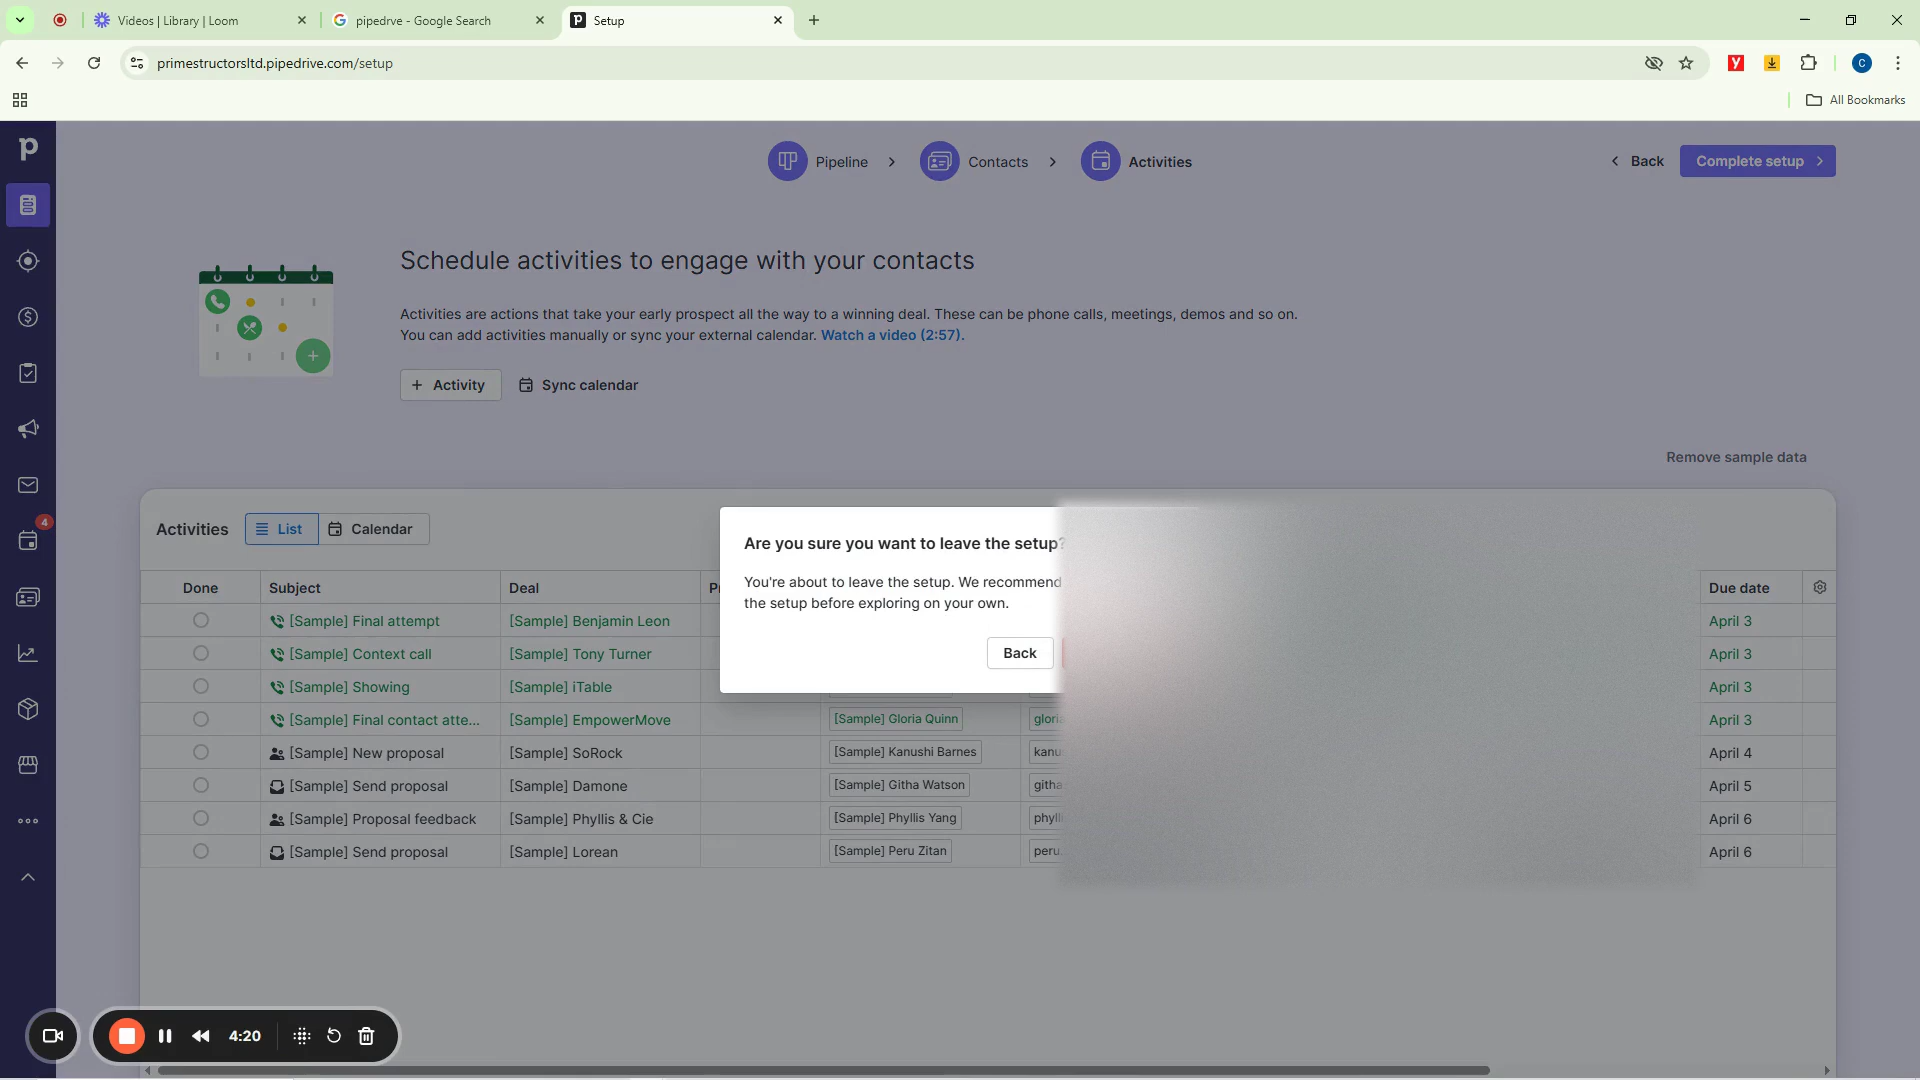 Videos | Library | Loom
pipedrve - Google Search
Setup
primestructorsltd.pipedrive.com/setup
All Bookmarks
Pipeline
Contacts
Activities
Back
Complete setup
Schedule activities to engage with your contacts
Activities are actions that take your early prospect all the way to a winning deal. These can be phone calls, meetings, demos and so on.
You can add activities manually or sync your external calendar. Watch a video (2:57).
+ Activity
Sync calendar
Remove sample data
Activities
List
Calendar
Are you sure you want to leave the setup?
You're about to leave the setup. We recommend
the setup before exploring on your own.
Back
Done
Subject
Deal
Due date
[Sample] Final attempt
[Sample] Benjamin Leon
April 3
[Sample] Context call
[Sample] Tony Turner
April 3
[Sample] Showing
[Sample] iTable
April 3
[Sample] Final contact atte...
[Sample] EmpowerMove
[Sample] Gloria Quinn
April 3
[Sample] New proposal
[Sample] SoRock
[Sample] Kanushi Barnes
April 4
[Sample] Send proposal
[Sample] Damone
[Sample] Githa Watson
April 5
[Sample] Proposal feedback
[Sample] Phyllis & Cie
[Sample] Phyllis Yang
April 6
[Sample] Send proposal
[Sample] Lorean
[Sample] Peru Zitan
April 6
4
4:20